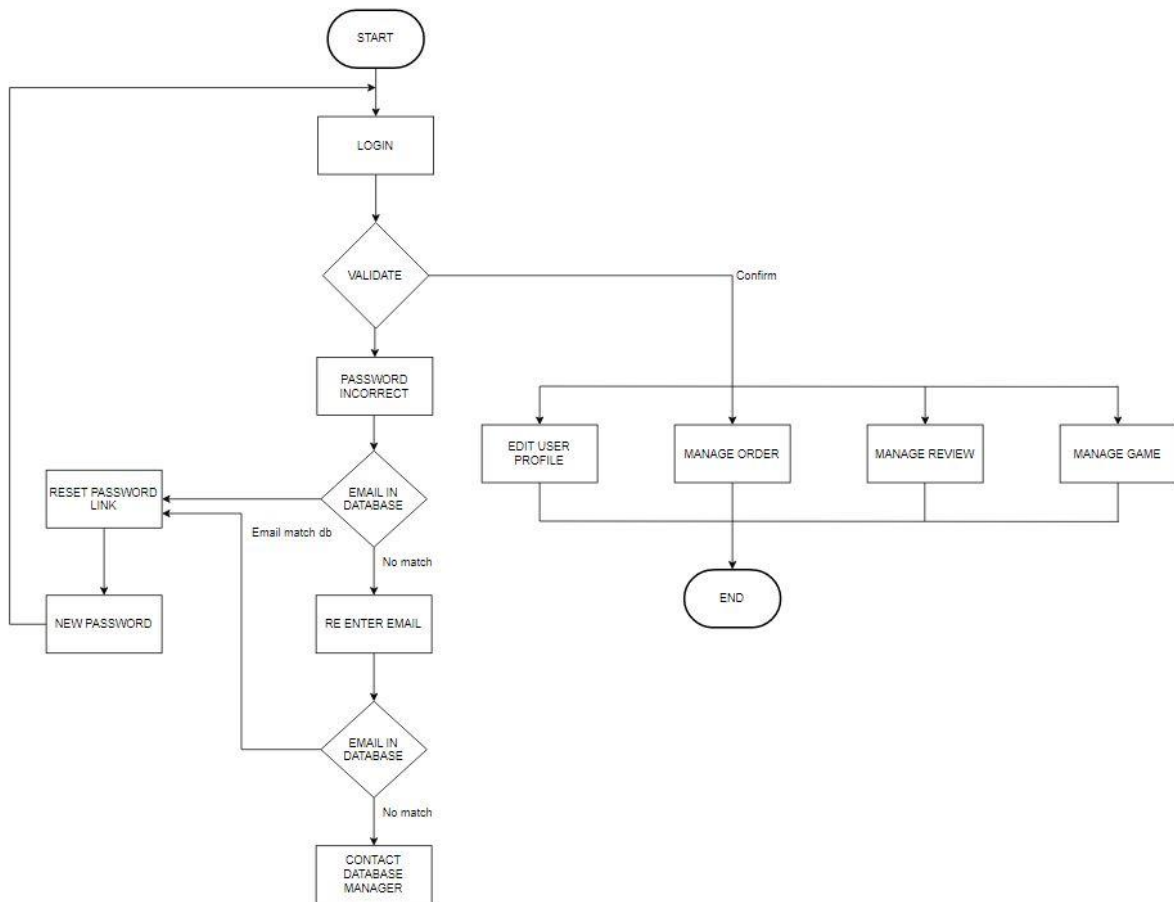 START
LOGIN
VALIDATE
Confirm
PASSWORD
INCORRECT
EDIT USER
PROFILE
MANAGE ORDER
MANAGE REVIEW
MANAGE GAME
RESET PASSWORD
LINK
EMAIL IN
DATABASE
Email match db
No match
NEW PASSWORD
RE ENTER EMAIL
END
EMAIL IN
DATABASE
No match
CONTACT
DATABASE
MANAGER